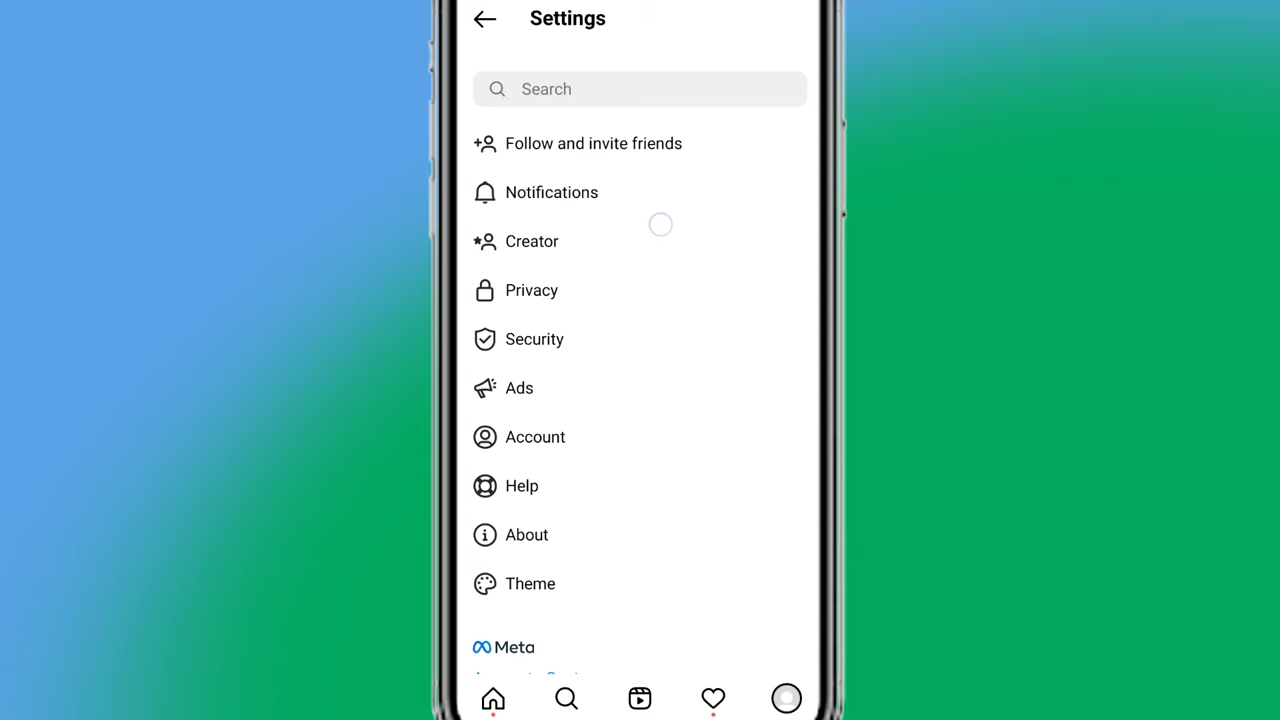 Settings
Search
Follow and invite friends
Notifications
Creator
Privacy
Security
Ads
Account
Help
About
Theme
Meta